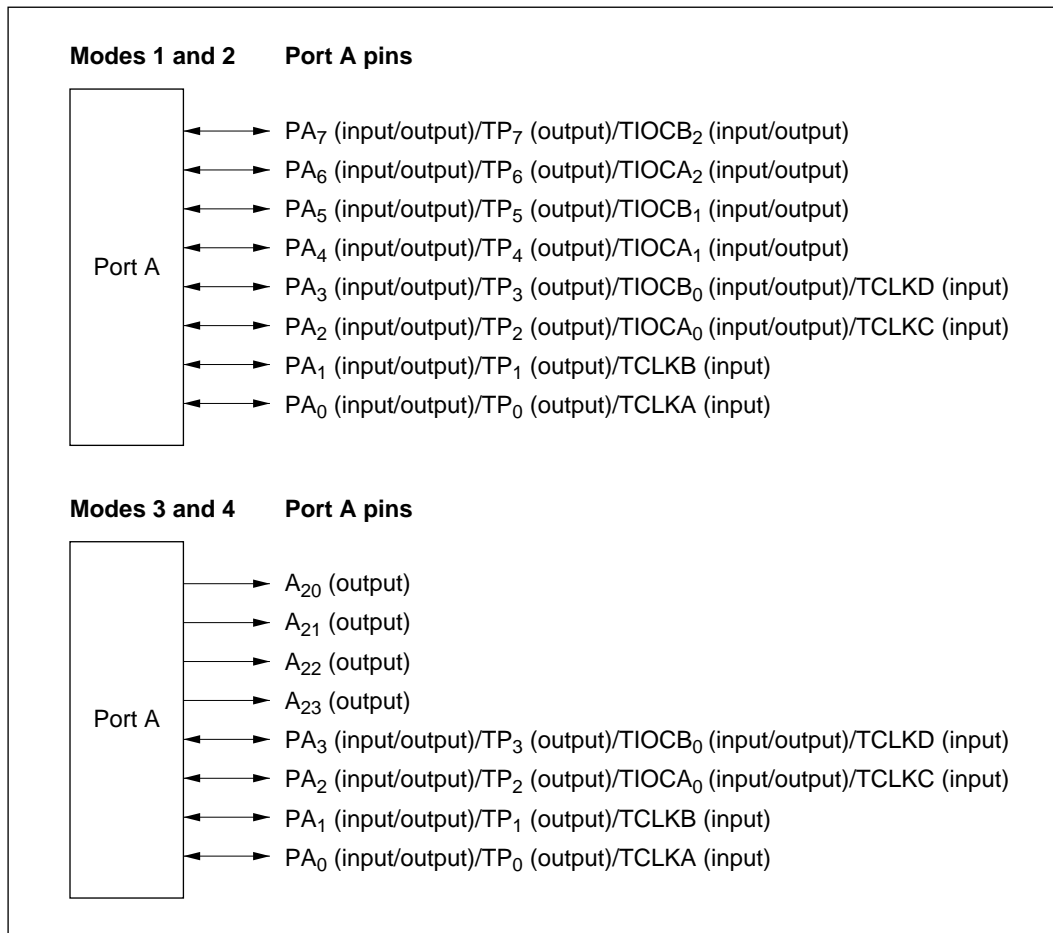 Modes 1 and 2 Port A pins
PA₇ (input/output)/TP₇ (output)/TIOCB₂ (input/output)
PA₆ (input/output)/TP₆ (output)/TIOCA₂ (input/output)
PA₅ (input/output)/TP₅ (output)/TIOCB₁ (input/output)
PA₄ (input/output)/TP₄ (output)/TIOCA₁ (input/output)
Port A
PA₃ (input/output)/TP₃ (output)/TIOCB₀ (input/output)/TCLKD (input)
PA₂ (input/output)/TP₂ (output)/TIOCA₀ (input/output)/TCLKC (input)
PA₁ (input/output)/TP₁ (output)/TCLKB (input)
PA₀ (input/output)/TP₀ (output)/TCLKA (input)
Modes 3 and 4 Port A pins
A₂₀ (output)
A₂₁ (output)
A₂₂ (output)
A₂₃ (output)
Port A
PA₃ (input/output)/TP₃ (output)/TIOCB₀ (input/output)/TCLKD (input)
PA₂ (input/output)/TP₂ (output)/TIOCA₀ (input/output)/TCLKC (input)
PA₁ (input/output)/TP₁ (output)/TCLKB (input)
PA₀ (input/output)/TP₀ (output)/TCLKA (input)